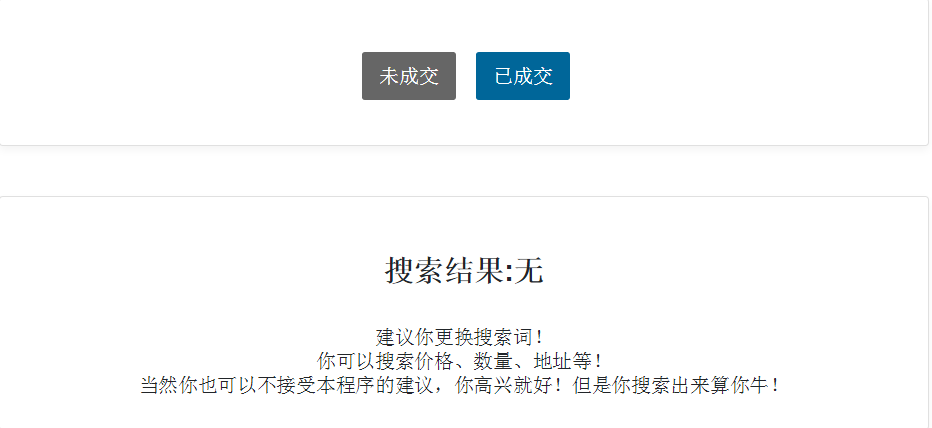 未成交 已成交
搜索结果:无
建议你更换搜索词！
你可以搜索价格、数量、地址等！
当然你也可以不接受本程序的建议，你高兴就好！但是你搜索出来算你牛！